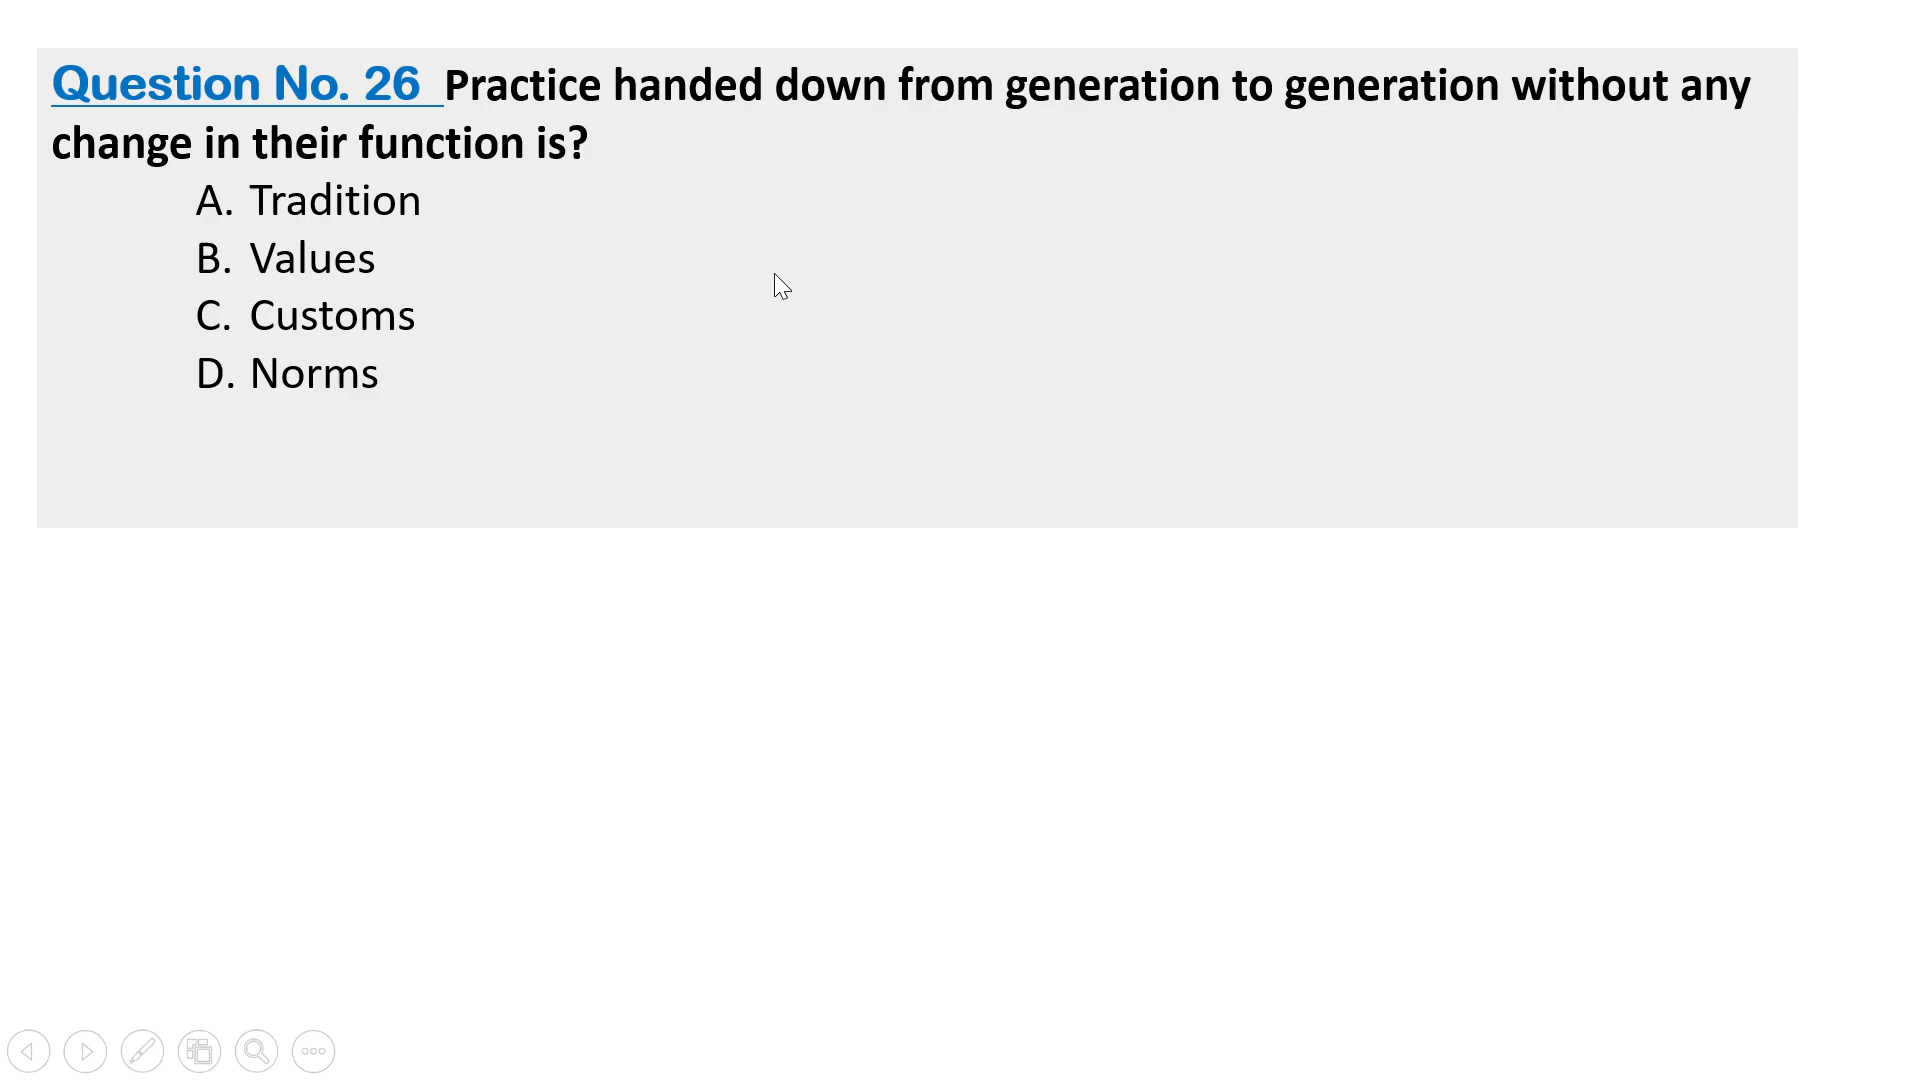 Question No. 26 Practice handed down from generation to generation without any
change in their function is?
A. Tradition
B. Values
C. Customs
D. Norms